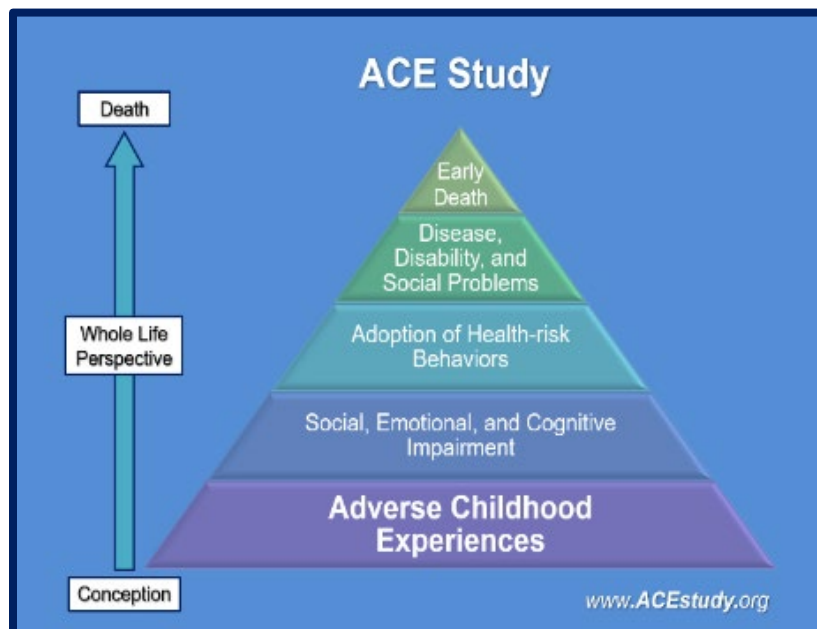 ACE Study
Death
Early
Death
Disease,
Disability, and
Social Problems
Whole Life
Perspective
Adoption of Health-risk
Behaviors
Social, Emotional, and Cognitive
Impairment
Adverse Childhood
Experiences
Conception
www.ACEstudy.org